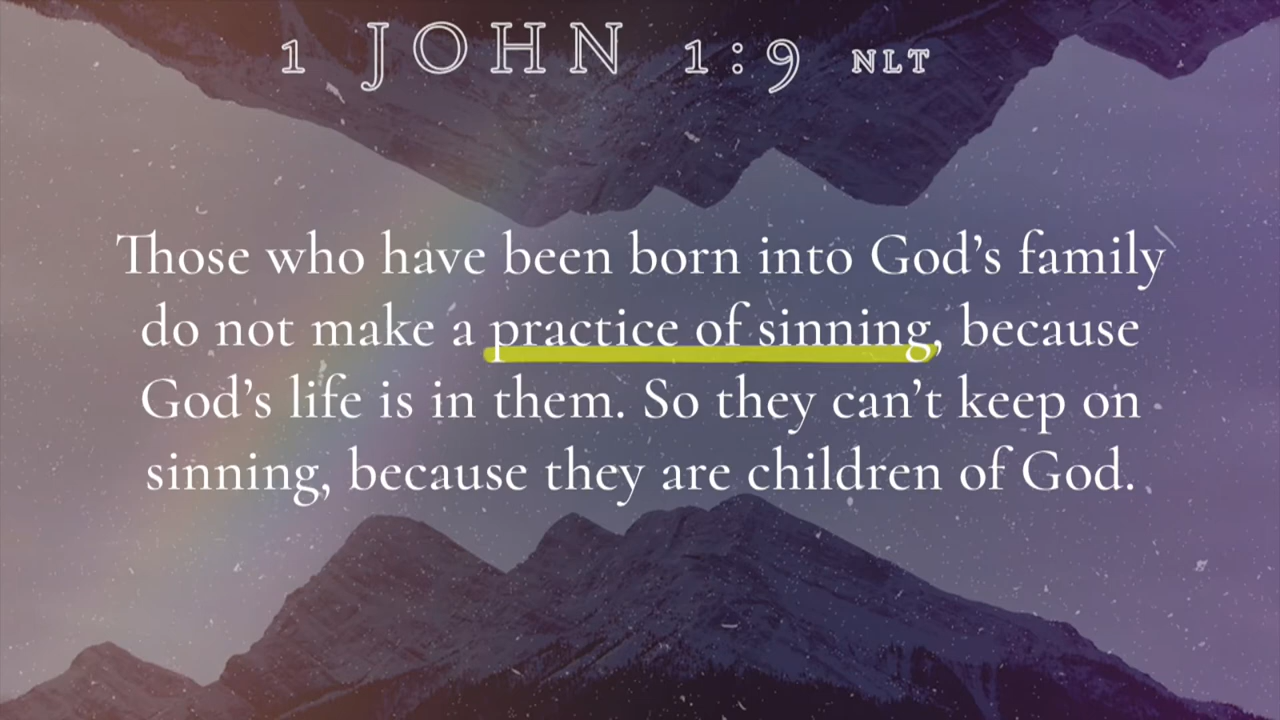 1 JOHN 1:9 NLT
Those who have been born into God’s family
do not make a practice of sinning, because
God’s life is in them. So they can’t keep on
sinning, because they are children of God.